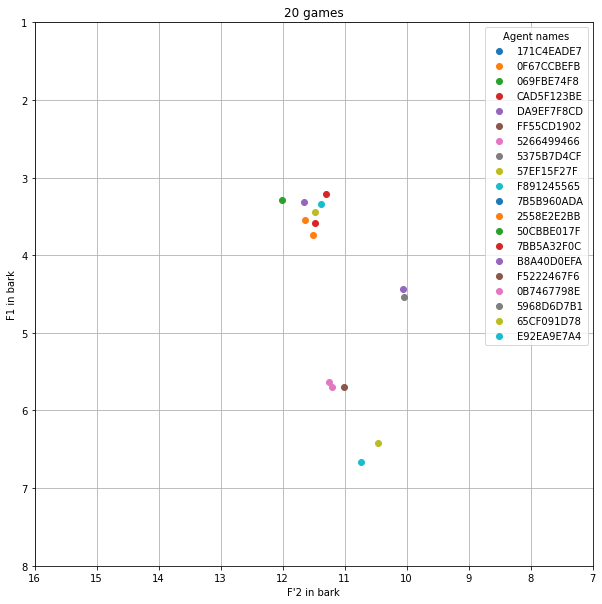 20 games
Agent names
171C4EADE7
0F67CCBEFB
069FBE74F8
CAD5F123BE
DA9EF7F8CD
FF55CD1902
5266499466
5375B7D4CF
57EF15F27F
F891245565
7B5B960ADA
2558E2E2BB
50CBBE017F
7BB5A32F0C
B8A40D0EFA
F5222467F6
0B7467798E
5968D6D7B1
65CF091D78
E92EA9E7A4
F1 in bark
1
2
3
4
5
6
7
8
16 15 14 13 12 11 10 9 8 7
F'2 in bark